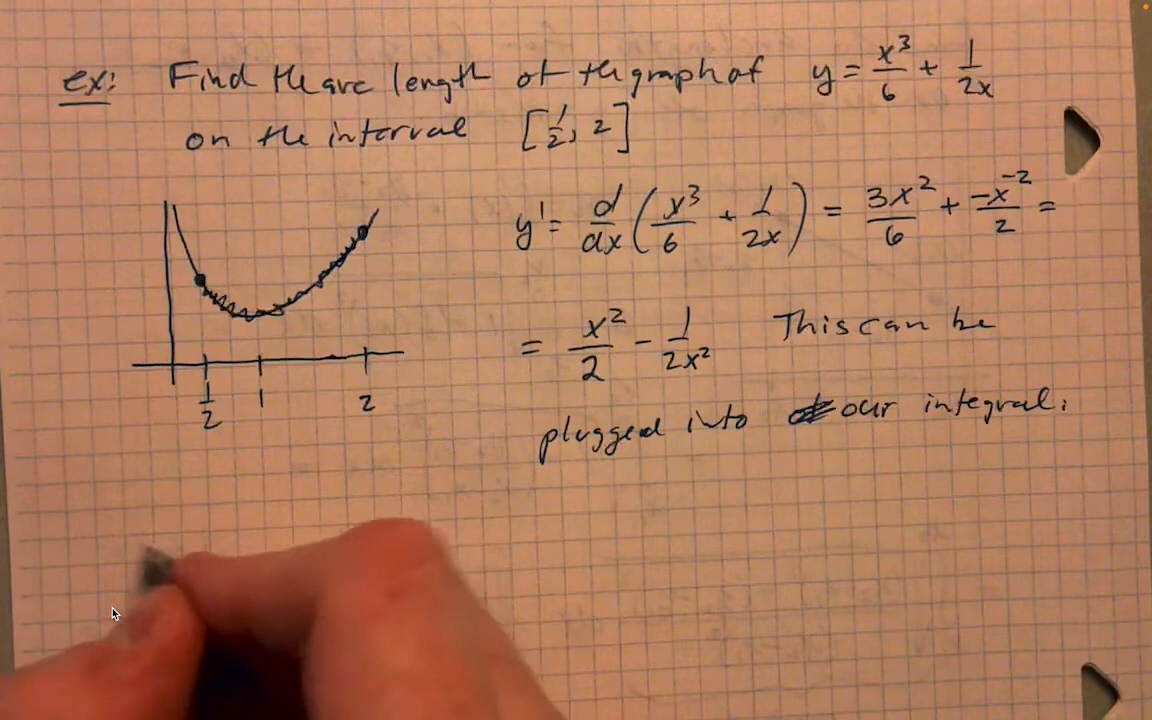 ex: Find the arc length of the graph of y = x³/6 + 1/2x
on the interval [1/2, 2]
y' = d/dx (x³/6 + 1/2x) = 3x²/6 + -x⁻²/2 =
= x²/2 - 1/2x² This can be
plugged into our integral:
1/2 1 2